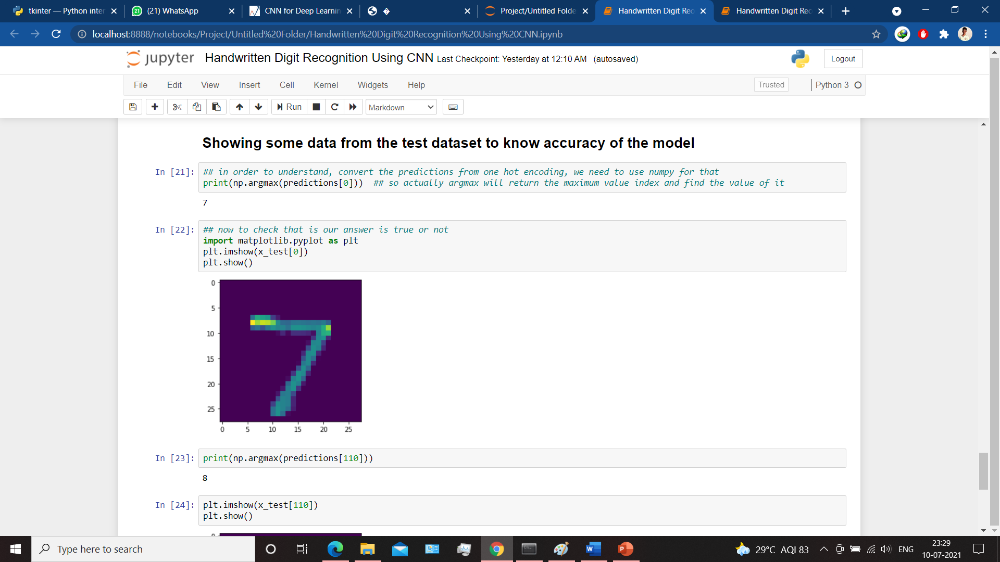 tkinter — Python inter
(21) WhatsApp
CNN for Deep Learnin
Project/Untitled Folde
Handwritten Digit Rec
Handwritten Digit Rec
localhost:8888/notebooks/Project/Untitled%20Folder/Handwritten%20Digit%20Recognition%20Using%20CNN.ipynb
jupyter Handwritten Digit Recognition Using CNN Last Checkpoint: Yesterday at 12:10 AM (autosaved)
Logout
File Edit View Insert Cell Kernel Widgets Help
Trusted
Python 3
Run
Markdown
Showing some data from the test dataset to know accuracy of the model
In [21]: ## in order to understand, convert the predictions from one hot encoding, we need to use numpy for that
print(np.argmax(predictions[0])) ## so actually argmax will return the maximum value index and find the value of it
7
In [22]: ## now to check that is our answer is true or not
import matplotlib.pyplot as plt
plt.imshow(x_test[0])
plt.show()
0
5
10
15
20
25
0 5 10 15 20 25
7
In [23]: print(np.argmax(predictions[110]))
8
In [24]: plt.imshow(x_test[110])
plt.show()
Type here to search
29°C AQI 83
ENG
23:29
10-07-2021